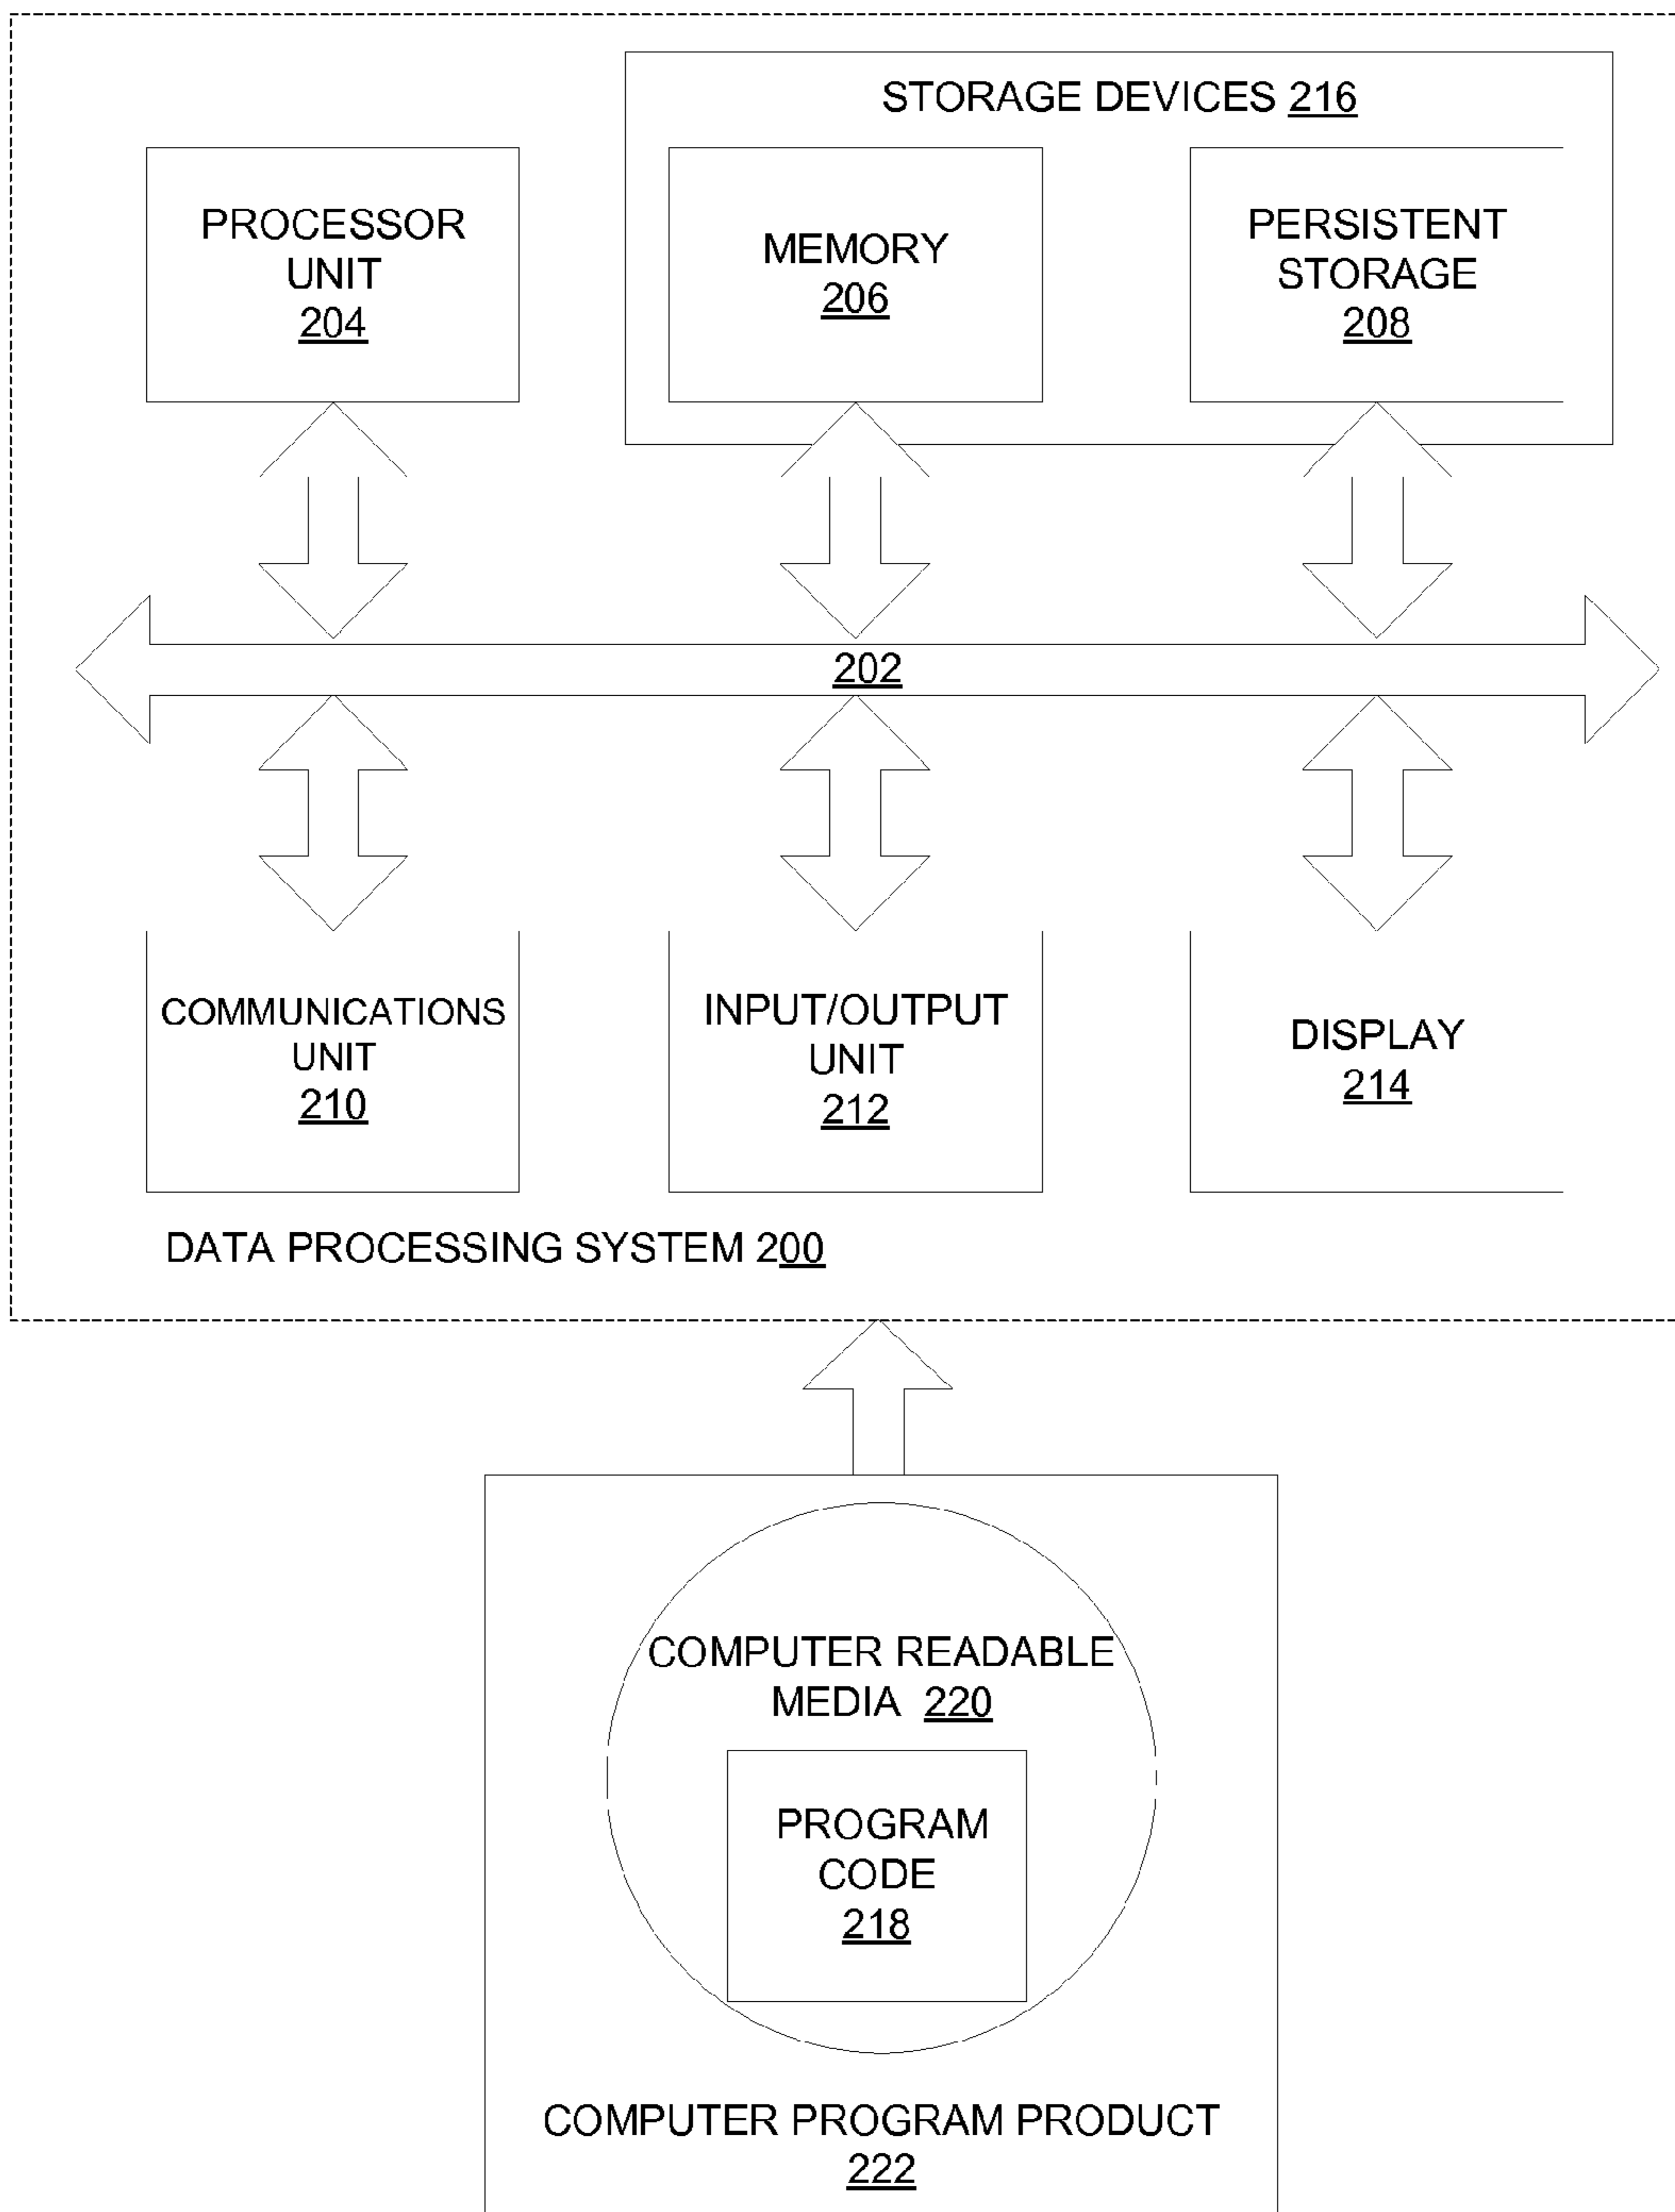 STORAGE DEVICES 216
PROCESSOR
UNIT
204
MEMORY
206
PERSISTENT
STORAGE
208
202
COMMUNICATIONS
UNIT
210
INPUT/OUTPUT
UNIT
212
DISPLAY
214
DATA PROCESSING SYSTEM 200
COMPUTER READABLE
MEDIA 220
PROGRAM
CODE
218
COMPUTER PROGRAM PRODUCT
222